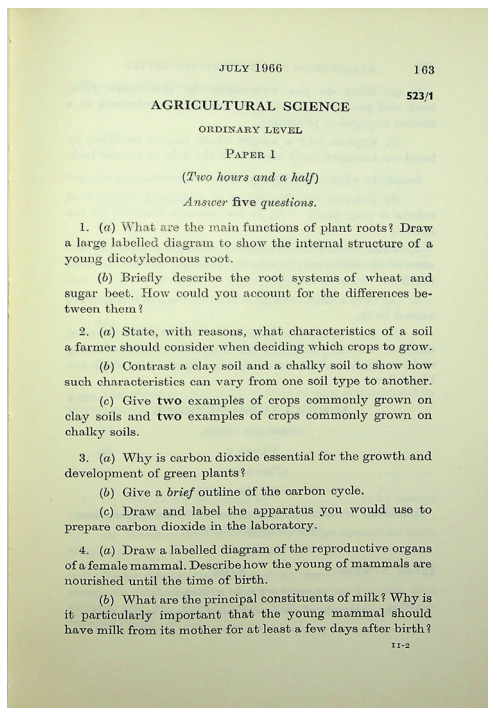 JULY 1966 163
523/1
AGRICULTURAL SCIENCE
ORDINARY LEVEL
PAPER 1
(Two hours and a half)
Answer five questions.
1. (a) What are the main functions of plant roots? Draw
a large labelled diagram to show the internal structure of a
young dicotyledonous root.
(b) Briefly describe the root systems of wheat and
sugar beet. How could you account for the differences be-
tween them?
2. (a) State, with reasons, what characteristics of a soil
a farmer should consider when deciding which crops to grow.
(b) Contrast a clay soil and a chalky soil to show how
such characteristics can vary from one soil type to another.
(c) Give two examples of crops commonly grown on
clay soils and two examples of crops commonly grown on
chalky soils.
3. (a) Why is carbon dioxide essential for the growth and
development of green plants?
(b) Give a brief outline of the carbon cycle.
(c) Draw and label the apparatus you would use to
prepare carbon dioxide in the laboratory.
4. (a) Draw a labelled diagram of the reproductive organs
of a female mammal. Describe how the young of mammals are
nourished until the time of birth.
(b) What are the principal constituents of milk? Why is
it particularly important that the young mammal should
have milk from its mother for at least a few days after birth?
11-2